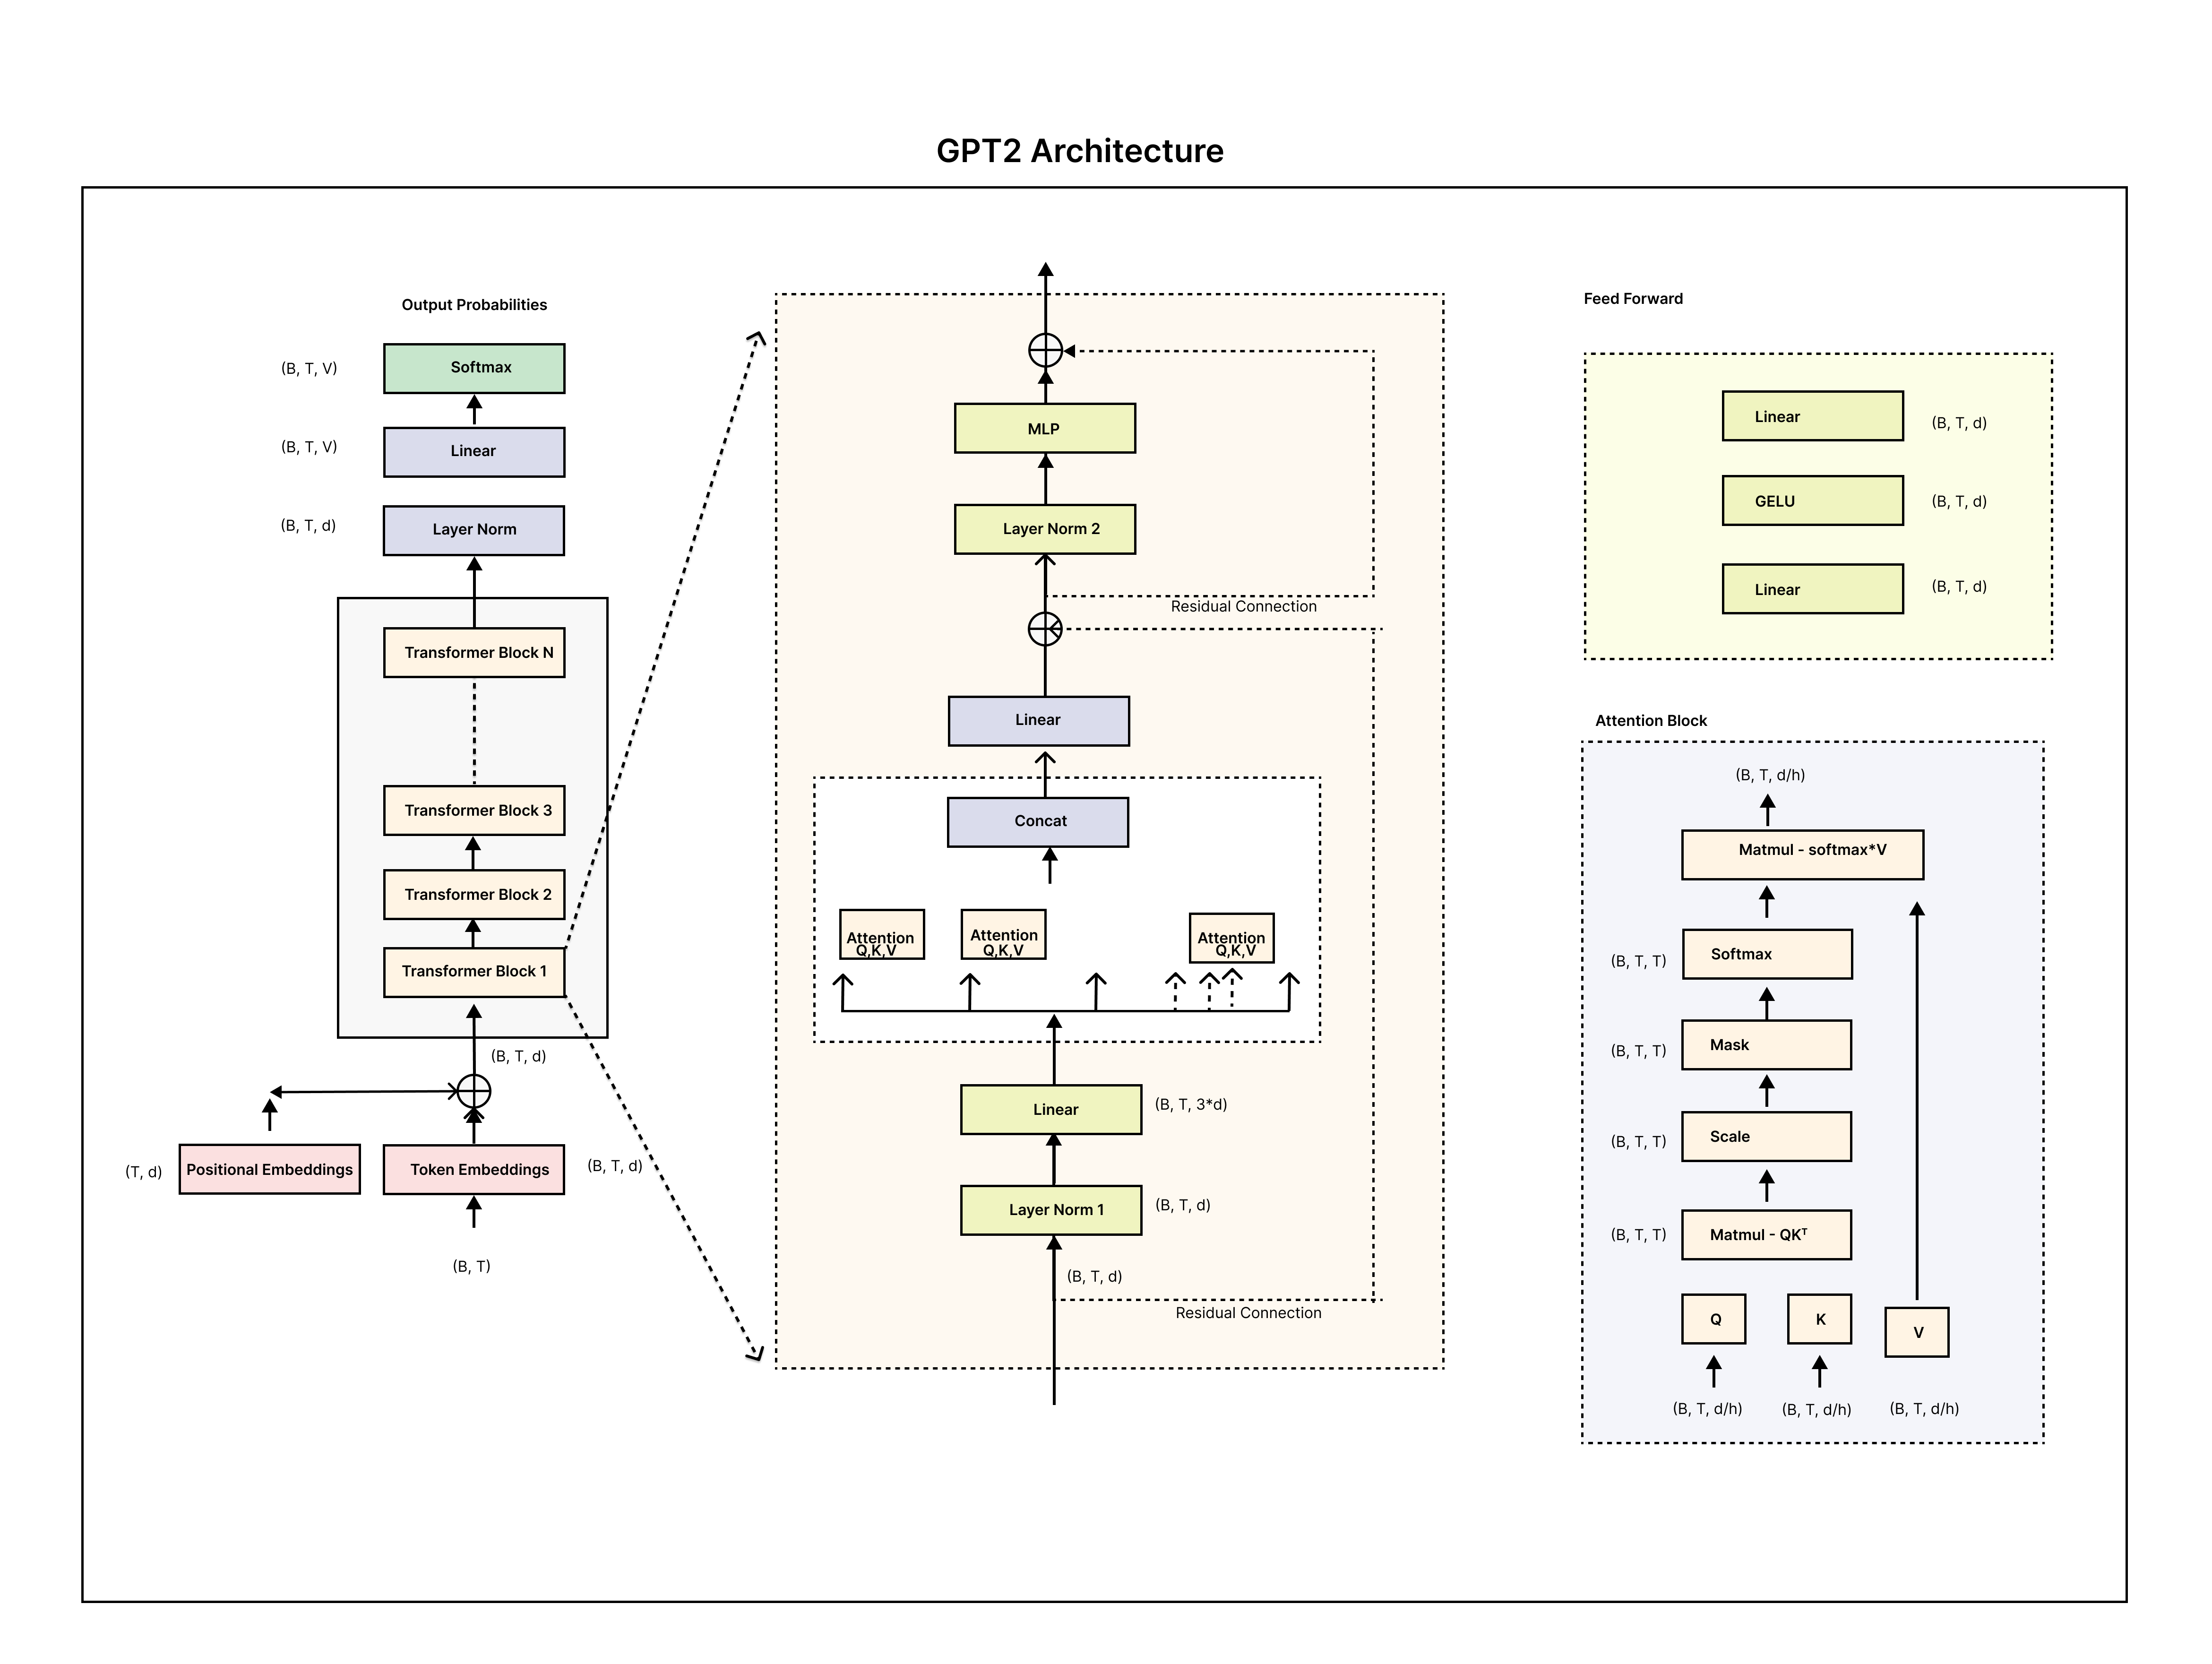 GPT2 Architecture
Output Probabilities
(B, T, V)
Softmax
(B, T, V)
Linear
(B, T, d)
Layer Norm
Transformer Block N
Transformer Block 3
Transformer Block 2
Transformer Block 1
(B, T, d)
(T, d)
Positional Embeddings
Token Embeddings
(B, T, d)
(B, T)
MLP
Layer Norm 2
Residual Connection
Linear
Concat
Attention
Q,K,V
Attention
Q,K,V
Attention
Q,K,V
Linear
(B, T, 3*d)
Layer Norm 1
(B, T, d)
(B, T, d)
Residual Connection
Feed Forward
Linear
(B, T, d)
GELU
(B, T, d)
Linear
(B, T, d)
Attention Block
(B, T, d/h)
Matmul - softmax*V
(B, T, T)
Softmax
(B, T, T)
Mask
(B, T, T)
Scale
(B, T, T)
Matmul - QKᵀ
Q
K
V
(B, T, d/h)
(B, T, d/h)
(B, T, d/h)